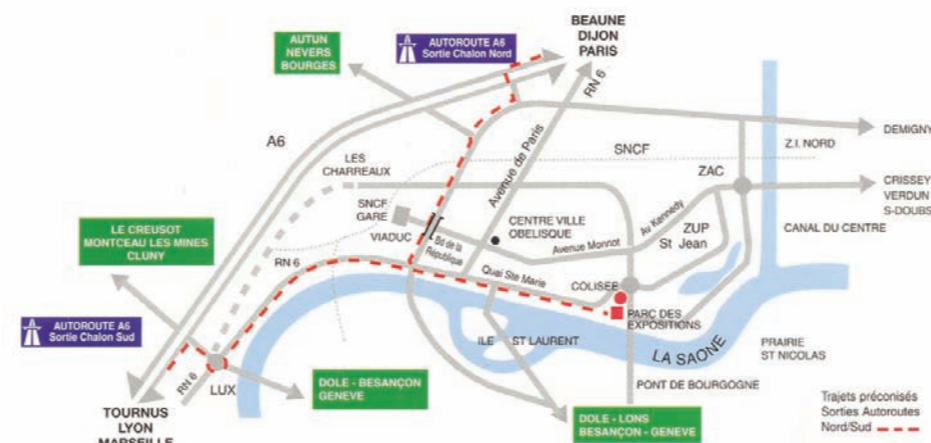 BEAUNE
DIJON
PARIS
AUTUN
NEVERS
BOURGES
AUTOROUTE A6
Sortie Chalon Nord
RN 6
A6
Avenue de Paris
SNCF
DEMIGNY
Z.I. NORD
LES
CHARREAUX
ZAC
CRISSEY
VERDUN
S-DOUBS
SNCF
GARE
VIADUC
CENTRE VILLE
OBELISQUE
Av Kennedy
ZUP
St Jean
CANAL DU CENTRE
LE CREUSOT
MONTCEAU LES MINES
CLUNY
Bd de la
République
Avenue Monnot
RN 6
Quai Ste Marie
COLISEE
PARC DES
EXPOSITIONS
AUTOROUTE A6
Sortie Chalon Sud
ILE ST LAURENT
LA SAONE
PRAIRIE
ST NICOLAS
RN 6
LUX
DOLE - BESANÇON
GENEVE
PONT DE BOURGOGNE
TOURNUS
LYON
MARSEILLE
DOLE - LONS
BESANÇON - GENEVE
Trajets préconisés
Sorties Autoroutes
Nord/Sud